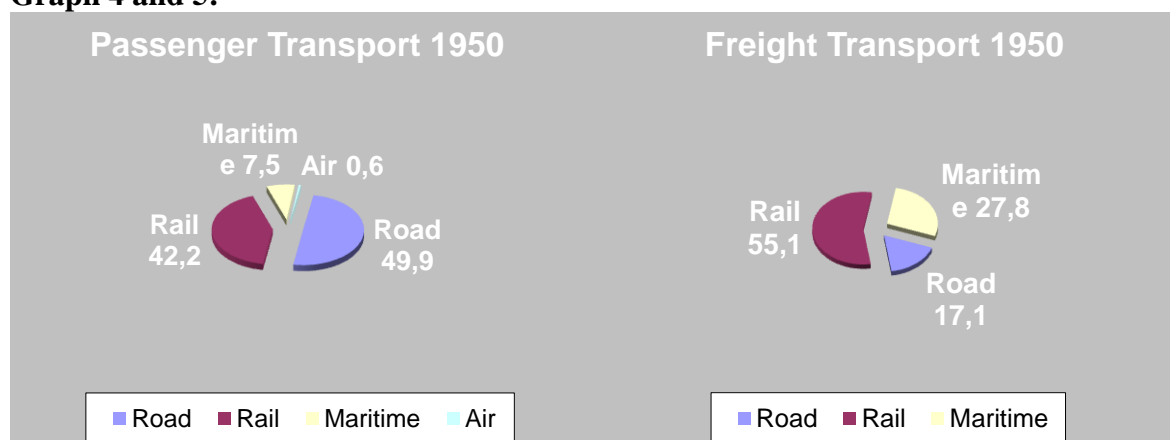 Graph 4 and 5:
Passenger Transport 1950
Maritim
e 7,5
Air 0,6
Rail
42,2
Road
49,9
Road
Rail
Maritime
Air
Freight Transport 1950
Maritim
e 27,8
Rail
55,1
Road
17,1
Road
Rail
Maritime